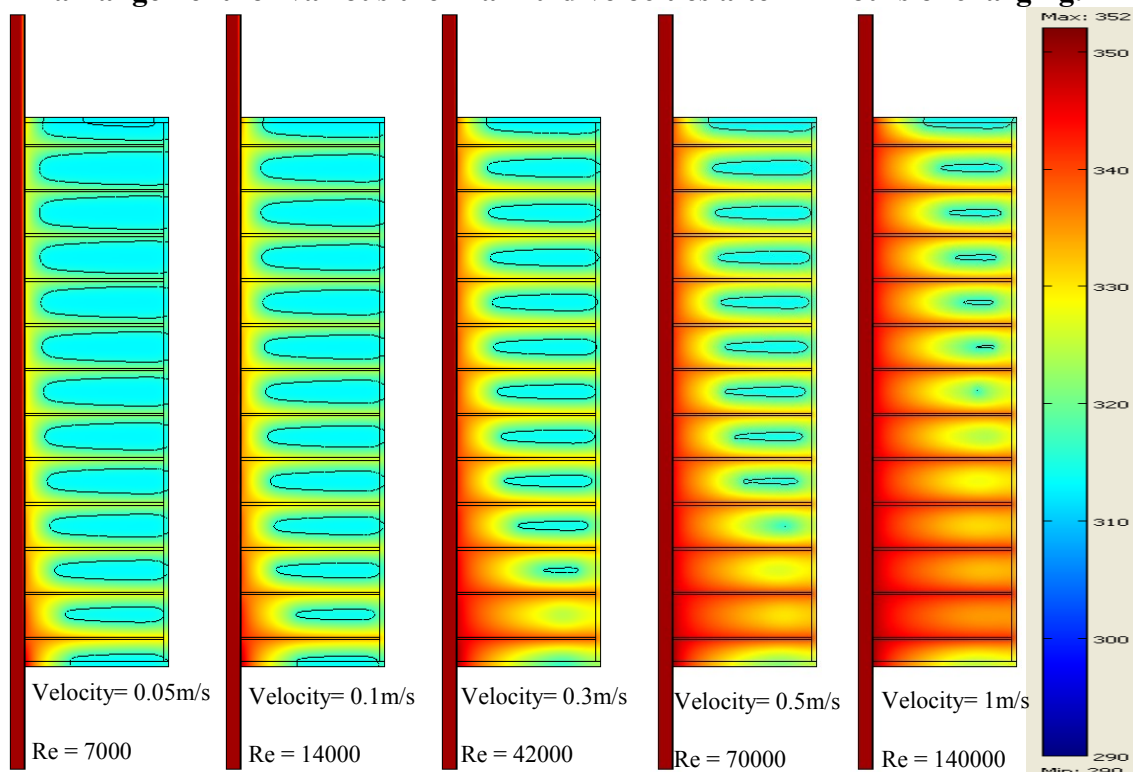 Max: 352
350
340
330
320
310
300
290
Velocity= 0.05m/s
Velocity= 0.1m/s
Velocity= 0.3m/s
Velocity= 0.5m/s
Velocity= 1m/s
Re = 7000
Re = 14000
Re = 42000
Re = 70000
Re = 140000